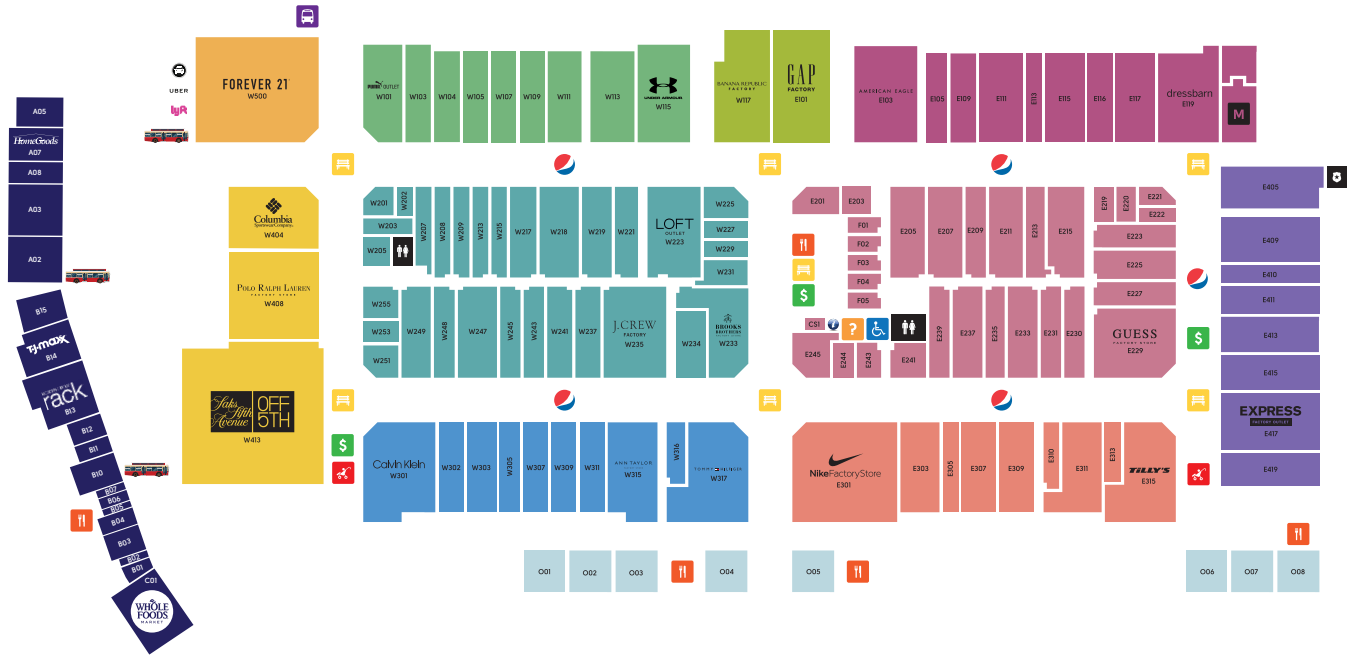 FOREVER 21
W500
UBER
lyft
A05
HomeGoods
A07
A08
A03
A02
B15
T.J.maxx
B14
rack
B13
B12
B11
B10
B07
B06
B05
B04
B03
B02
B01
C01
WHOLE
FOODS
MARKET
Columbia
Sportswear Company
W404
POLO RALPH LAUREN
FACTORY STORE
W408
Saks
Fifth
Avenue
OFF
5TH
W413
PUMA OUTLET
W101
W103
W104
W105
W107
W109
W111
W113
UNDER ARMOUR
W115
BANANA REPUBLIC
FACTORY
W117
GAP
FACTORY
E101
AMERICAN EAGLE
E103
E105
E109
E111
E113
E115
E116
E117
dressbarn
E119
M
W201
W202
W203
W205
W207
W208
W209
W213
W215
W217
W218
W219
W221
LOFT
OUTLET
W223
W225
W227
W229
W231
W255
W253
W251
W249
W248
W247
W245
W243
W241
W237
J.CREW
FACTORY
W235
W234
BROOKS
BROTHERS
W233
E201
E203
F01
F02
F03
F04
F05
$
CS1
i
?
E245
E244
E243
E241
E205
E207
E209
E211
E213
E215
E219
E220
E221
E222
E223
E225
E227
E239
E237
E235
E233
E231
E230
GUESS
FACTORY STORE
E229
$
E405
E409
E410
E411
E413
E415
EXPRESS
FACTORY OUTLET
E417
E419
$
Calvin Klein
W301
W302
W303
W305
W307
W309
W311
ANN TAYLOR
W315
W316
TOMMY HILFIGER
W317
NikeFactoryStore
E301
E303
E305
E307
E309
E310
E311
E313
TILLY'S
E315
O01
O02
O03
O04
O05
O06
O07
O08